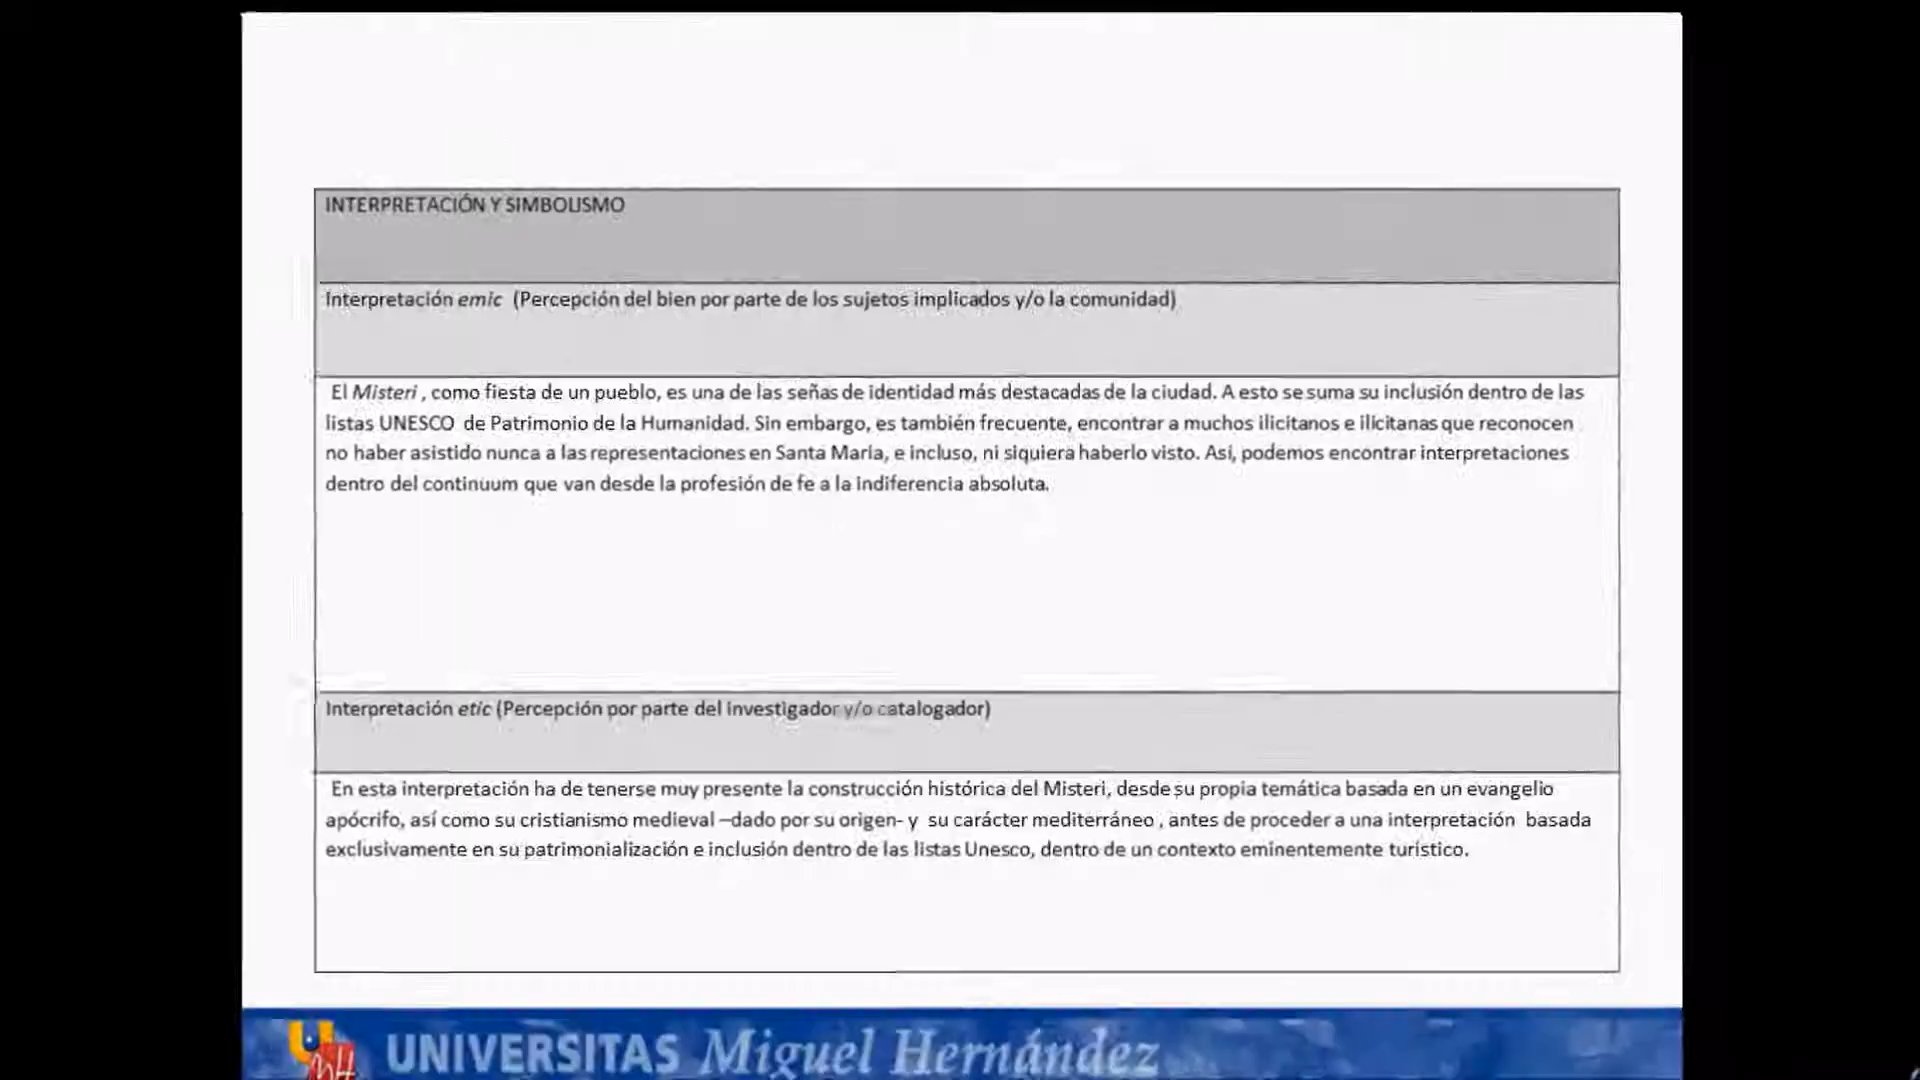 INTERPRETACIÓN Y SIMBOLISMO
Interpretación emic (Percepción del bien por parte de los sujetos implicados y/o la comunidad)
El Misteri , como fiesta de un pueblo, es una de las señas de identidad más destacadas de la ciudad. A esto se suma su inclusión dentro de las
listas UNESCO de Patrimonio de la Humanidad. Sin embargo, es también frecuente, encontrar a muchos ilicitanos e ilicitanas que reconocen
no haber asistido nunca a las representaciones en Santa María, e incluso, ni siquiera haberlo visto. Así, podemos encontrar interpretaciones
dentro del continuum que van desde la profesión de fe a la indiferencia absoluta.
Interpretación etic (Percepción por parte del investigador y/o catalogador)
En esta interpretación ha de tenerse muy presente la construcción histórica del Misteri, desde su propia temática basada en un evangelio
apócrifo, así como su cristianismo medieval –dado por su origen- y su carácter mediterráneo , antes de proceder a una interpretación basada
exclusivamente en su patrimonialización e inclusión dentro de las listas Unesco, dentro de un contexto eminentemente turístico.
UMH UNIVERSITAS Miguel Hernández